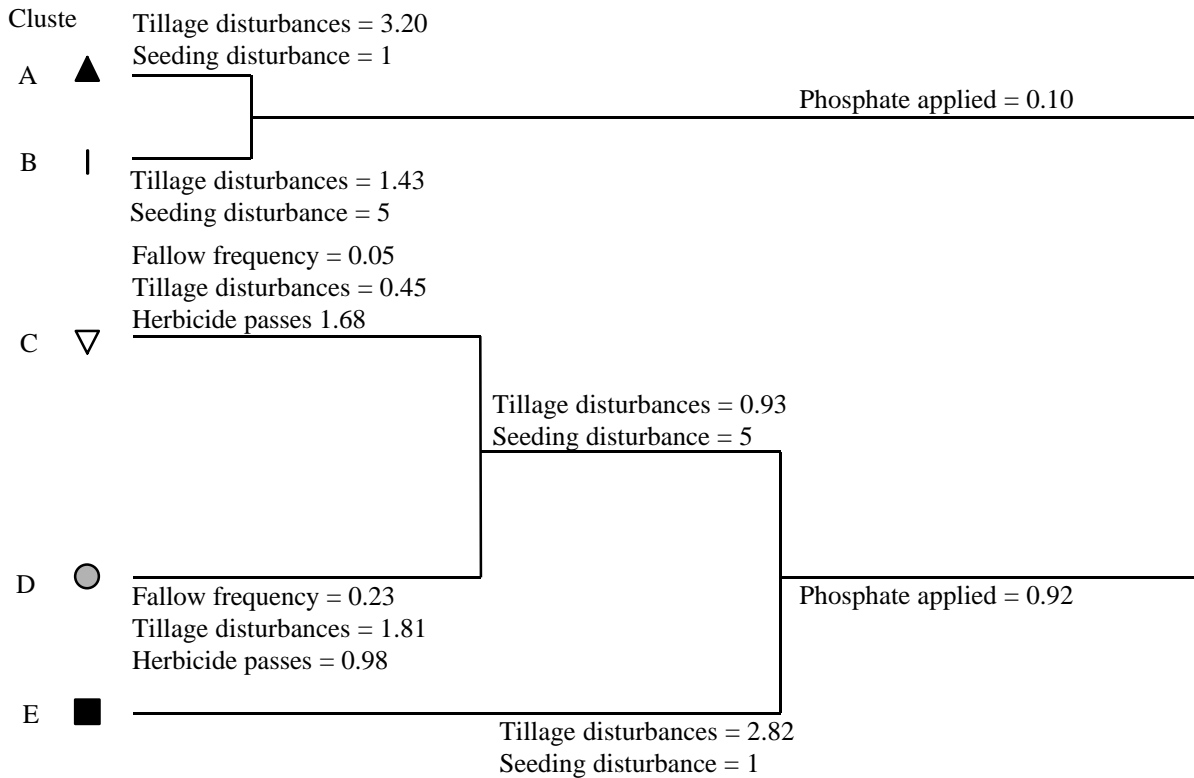 Cluste
Tillage disturbances = 3.20
Seeding disturbance = 1
A
Phosphate applied = 0.10
B
Tillage disturbances = 1.43
Seeding disturbance = 5
Fallow frequency = 0.05
Tillage disturbances = 0.45
Herbicide passes 1.68
C
Tillage disturbances = 0.93
Seeding disturbance = 5
D
Fallow frequency = 0.23
Tillage disturbances = 1.81
Herbicide passes = 0.98
Phosphate applied = 0.92
E
Tillage disturbances = 2.82
Seeding disturbance = 1